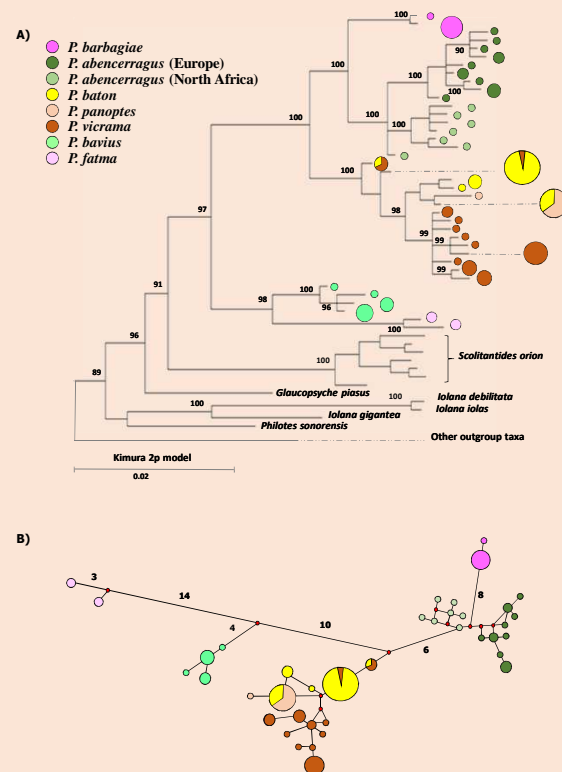 A)
P. barbagiae
P. abencerragus (Europe)
P. abencerragus (North Africa)
P. baton
P. panoptes
P. vicrama
P. bavius
P. fatma
100
90
100
100
100
100
100
100
98
99
99
99
97
100
96
98
91
100
100
96
89
Scolitantides orion
Glaucopsyche piasus
100
Iolana debilitata
Iolana iolas
100
Iolana gigantea
Philotes sonorensis
Other outgroup taxa
Kimura 2p model
0.02
B)
3
14
8
4
10
6